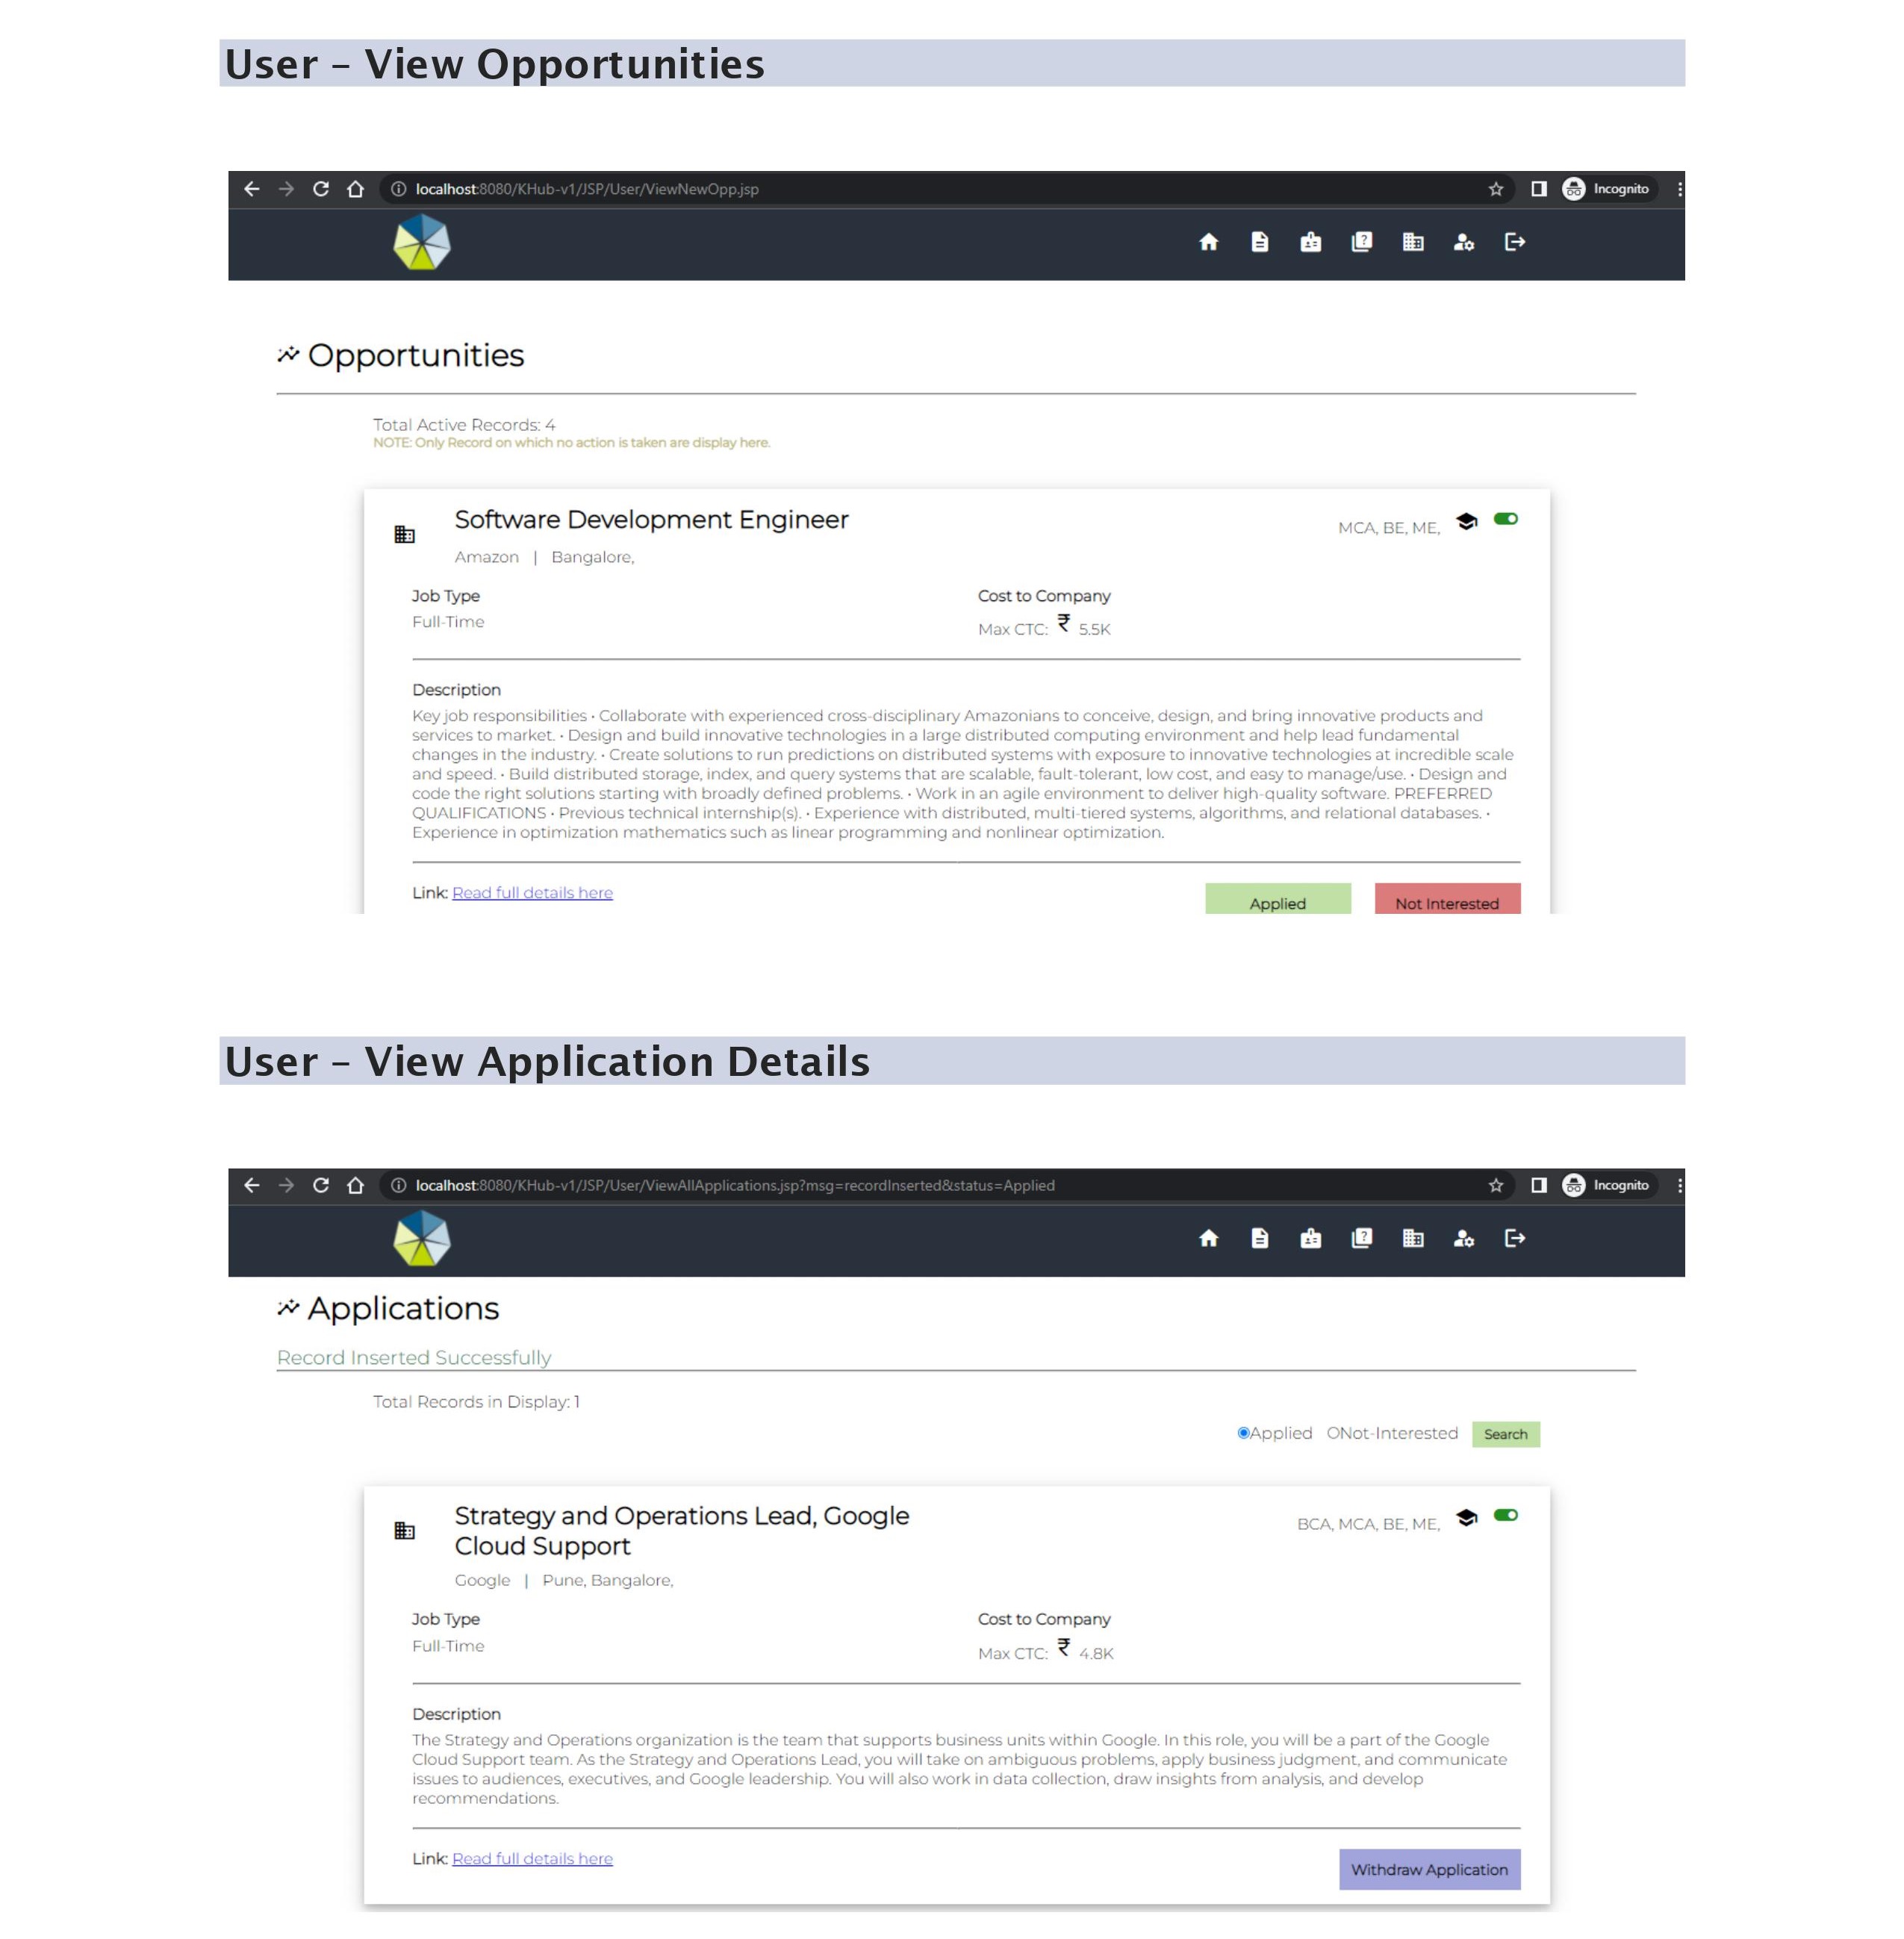 User – View Opportunities
localhost:8080/KHub-v1/JSP/User/ViewNewOpp.jsp
Incognito
Opportunities
Total Active Records: 4
NOTE: Only Record on which no action is taken are display here.
Software Development Engineer
MCA, BE, ME,
Amazon | Bangalore,
Job Type
Cost to Company
Full-Time
Max CTC: ₹ 5.5K
Description
Key job responsibilities • Collaborate with experienced cross-disciplinary Amazonians to conceive, design, and bring innovative products and
services to market. • Design and build innovative technologies in a large distributed computing environment and help lead fundamental
changes in the industry. • Create solutions to run predictions on distributed systems with exposure to innovative technologies at incredible scale
and speed. • Build distributed storage, index, and query systems that are scalable, fault-tolerant, low cost, and easy to manage/use. • Design and
code the right solutions starting with broadly defined problems. • Work in an agile environment to deliver high-quality software. PREFERRED
QUALIFICATIONS • Previous technical internship(s). • Experience with distributed, multi-tiered systems, algorithms, and relational databases. •
Experience in optimization mathematics such as linear programming and nonlinear optimization.
Link: Read full details here
Applied
Not Interested
User – View Application Details
localhost:8080/KHub-v1/JSP/User/ViewAllApplications.jsp?msg=recordInserted&status=Applied
Incognito
Applications
Record Inserted Successfully
Total Records in Display: 1
Applied Not-Interested Search
Strategy and Operations Lead, Google
Cloud Support
BCA, MCA, BE, ME,
Google | Pune, Bangalore,
Job Type
Cost to Company
Full-Time
Max CTC: ₹ 4.8K
Description
The Strategy and Operations organization is the team that supports business units within Google. In this role, you will be a part of the Google
Cloud Support team. As the Strategy and Operations Lead, you will take on ambiguous problems, apply business judgment, and communicate
issues to audiences, executives, and Google leadership. You will also work in data collection, draw insights from analysis, and develop
recommendations.
Link: Read full details here
Withdraw Application